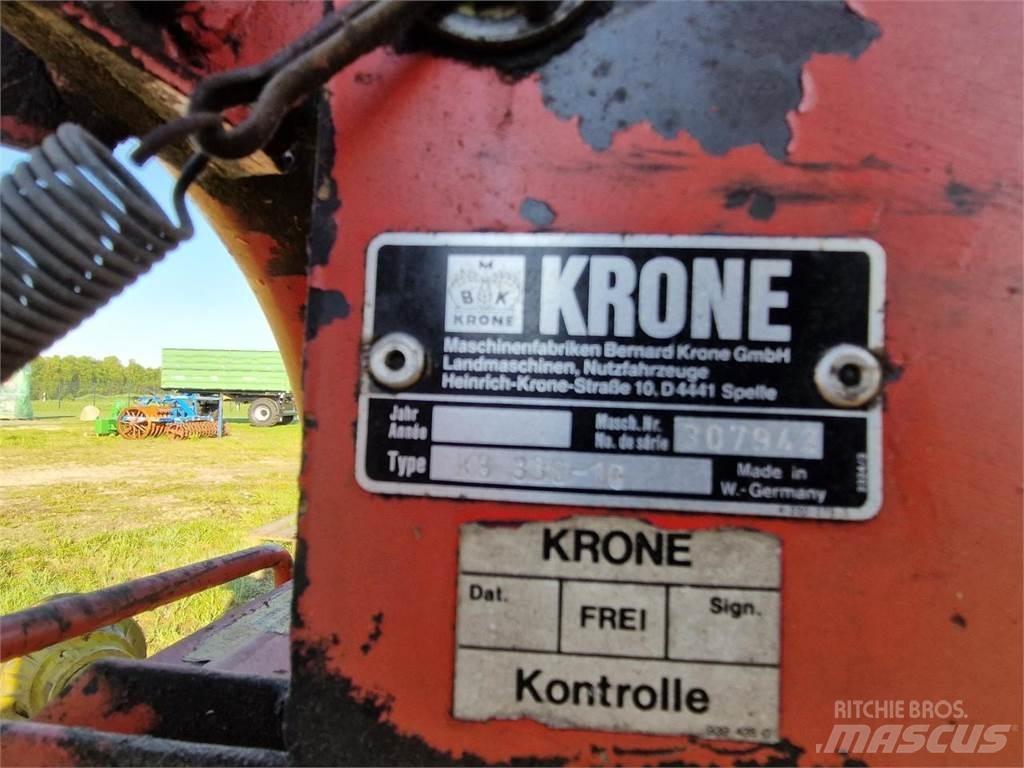 M
B K
KRONE
KRONE
Maschinenfabriken Bernard Krone GmbH
Landmaschinen, Nutzfahrzeuge
Heinrich-Krone-Straße 10, D 4441 Spelle
Jahr
Année
Masch.Nr.
No. de série
307943
Type
Made in
W.-Germany
KRONE
Dat.
FREI
Sign.
Kontrolle
RITCHIE BROS.
MASCUS